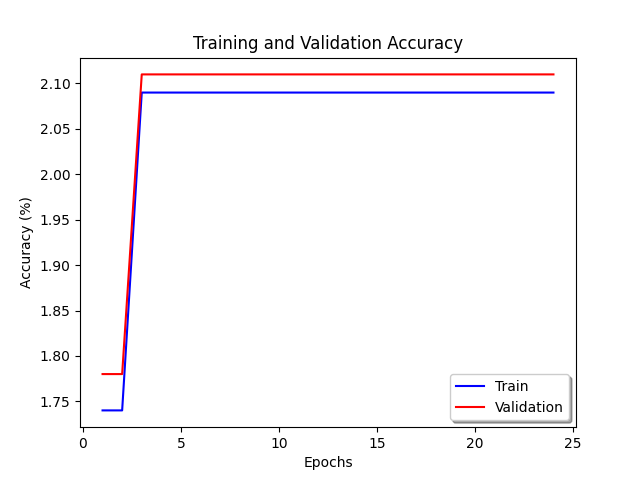 Training and Validation Accuracy
2.10
2.05
2.00
1.95
1.90
1.85
1.80
1.75
Accuracy (%)
Train
Validation
0 5 10 15 20 25
Epochs